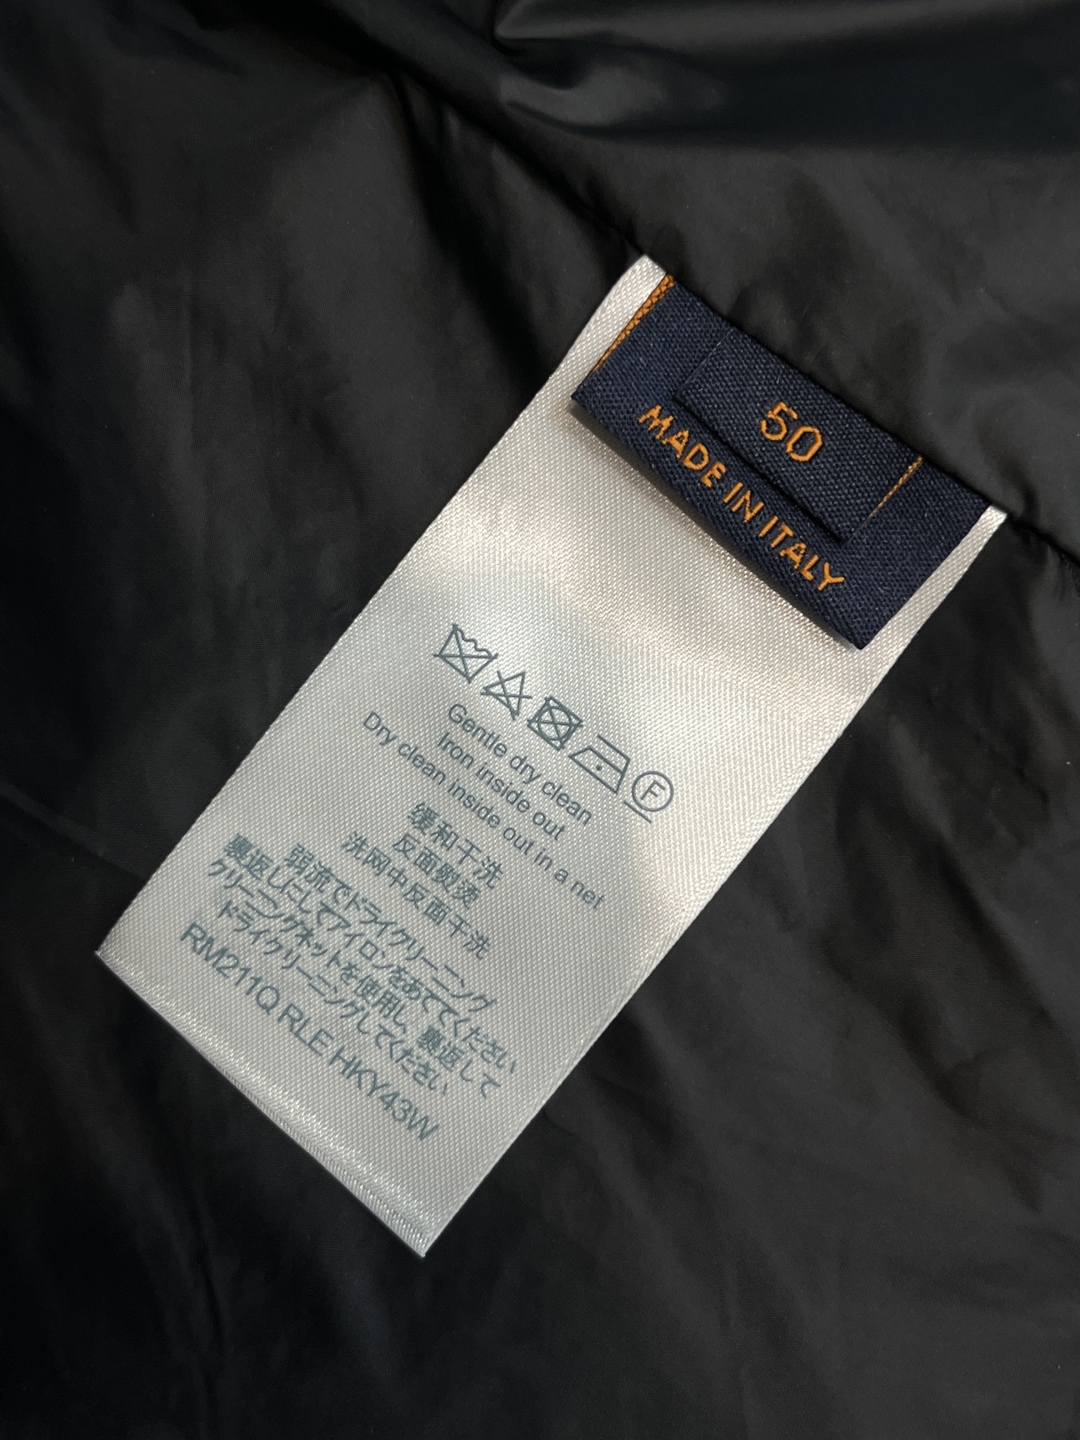 50
MADE IN ITALY
F
Gentle dry clean
Iron inside out
Dry clean inside out in a net
缓和干洗
反面熨烫
洗网中反面干洗
弱流でドライクリーニング
裏返しにしてアイロンをあててください
クリーニングネットを使用し、裏返して
ドライクリーニングしてください
RM211Q RLE HKY43W